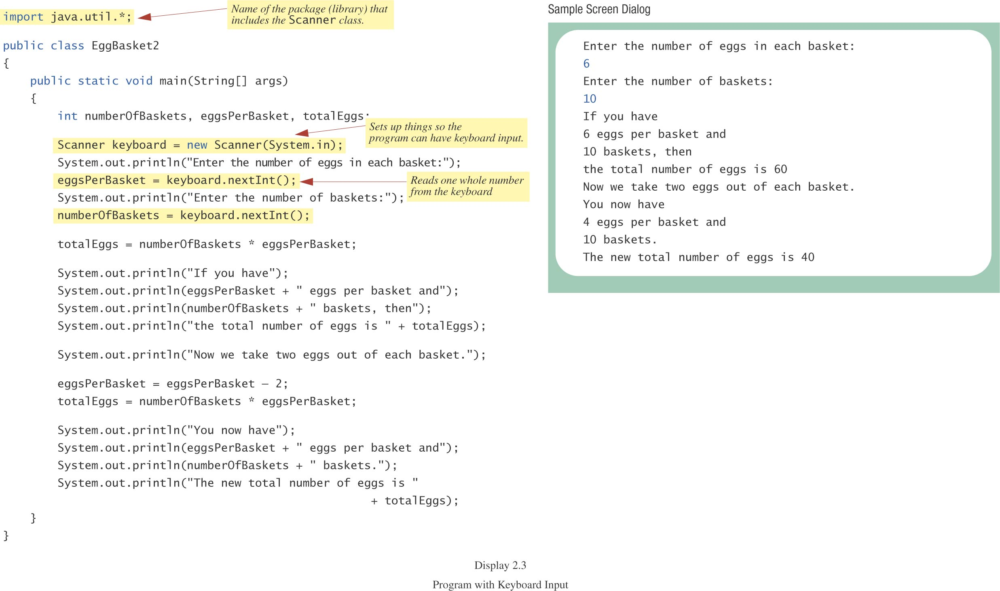 import java.util.*;
Name of the package (library) that
includes the Scanner class.
public class EggBasket2
{
public static void main(String[] args)
{
int numberOfBaskets, eggsPerBasket, totalEggs;
Sets up things so the
program can have keyboard input.
Scanner keyboard = new Scanner(System.in);
System.out.println("Enter the number of eggs in each basket:");
eggsPerBasket = keyboard.nextInt();
Reads one whole number
from the keyboard
System.out.println("Enter the number of baskets:");
numberOfBaskets = keyboard.nextInt();
totalEggs = numberOfBaskets * eggsPerBasket;
System.out.println("If you have");
System.out.println(eggsPerBasket + " eggs per basket and");
System.out.println(numberOfBaskets + " baskets, then");
System.out.println("the total number of eggs is " + totalEggs);
System.out.println("Now we take two eggs out of each basket.");
eggsPerBasket = eggsPerBasket – 2;
totalEggs = numberOfBaskets * eggsPerBasket;
System.out.println("You now have");
System.out.println(eggsPerBasket + " eggs per basket and");
System.out.println(numberOfBaskets + " baskets.");
System.out.println("The new total number of eggs is "
+ totalEggs);
}
}
Sample Screen Dialog
Enter the number of eggs in each basket:
6
Enter the number of baskets:
10
If you have
6 eggs per basket and
10 baskets, then
the total number of eggs is 60
Now we take two eggs out of each basket.
You now have
4 eggs per basket and
10 baskets.
The new total number of eggs is 40
Display 2.3
Program with Keyboard Input